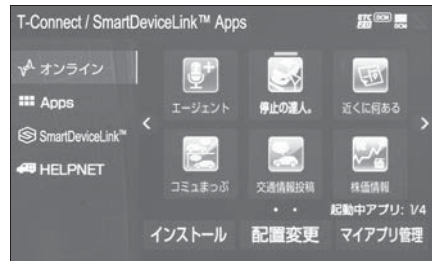 T-Connect / SmartDeviceLink™ Apps
ETC
DCM
オンライン
Apps
SmartDeviceLink™
HELPNET
エージェント
停止の達人。
近くに何ある
コミュまっぷ
交通情報投稿
株価情報
起動中アプリ: 1/4
インストール
配置変更
マイアプリ管理